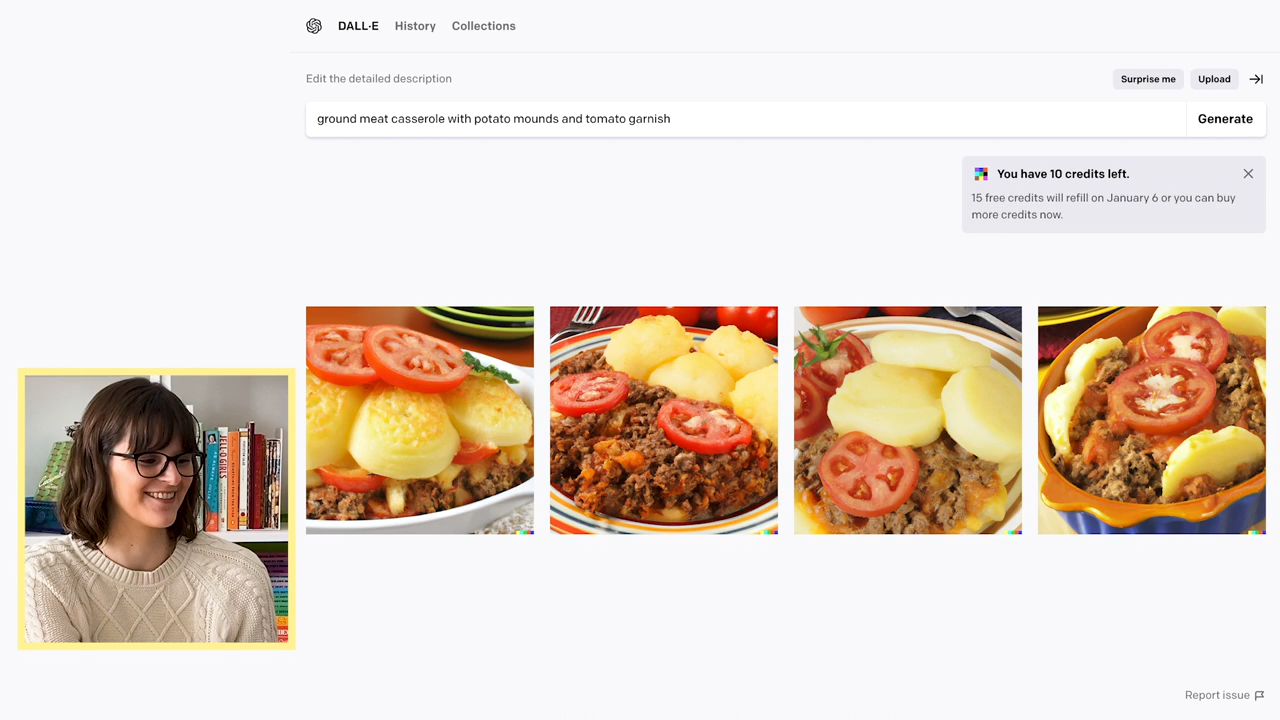 DALL·E History Collections
Edit the detailed description
Surprise me
Upload
ground meat casserole with potato mounds and tomato garnish
Generate
You have 10 credits left.
15 free credits will refill on January 6 or you can buy
more credits now.
Report issue